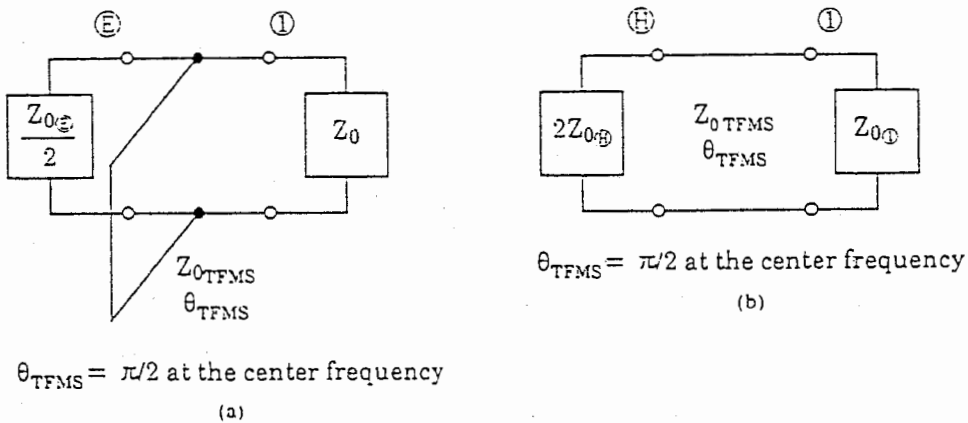 Ⓔ ①
Z₀Ⓔ
2
Z₀
Z₀TFMS
θTFMS
θTFMS = π/2 at the center frequency
(a)
Ⓗ ①
2Z₀Ⓗ
Z₀ TFMS
θTFMS
Z₀①
θTFMS = π/2 at the center frequency
(b)